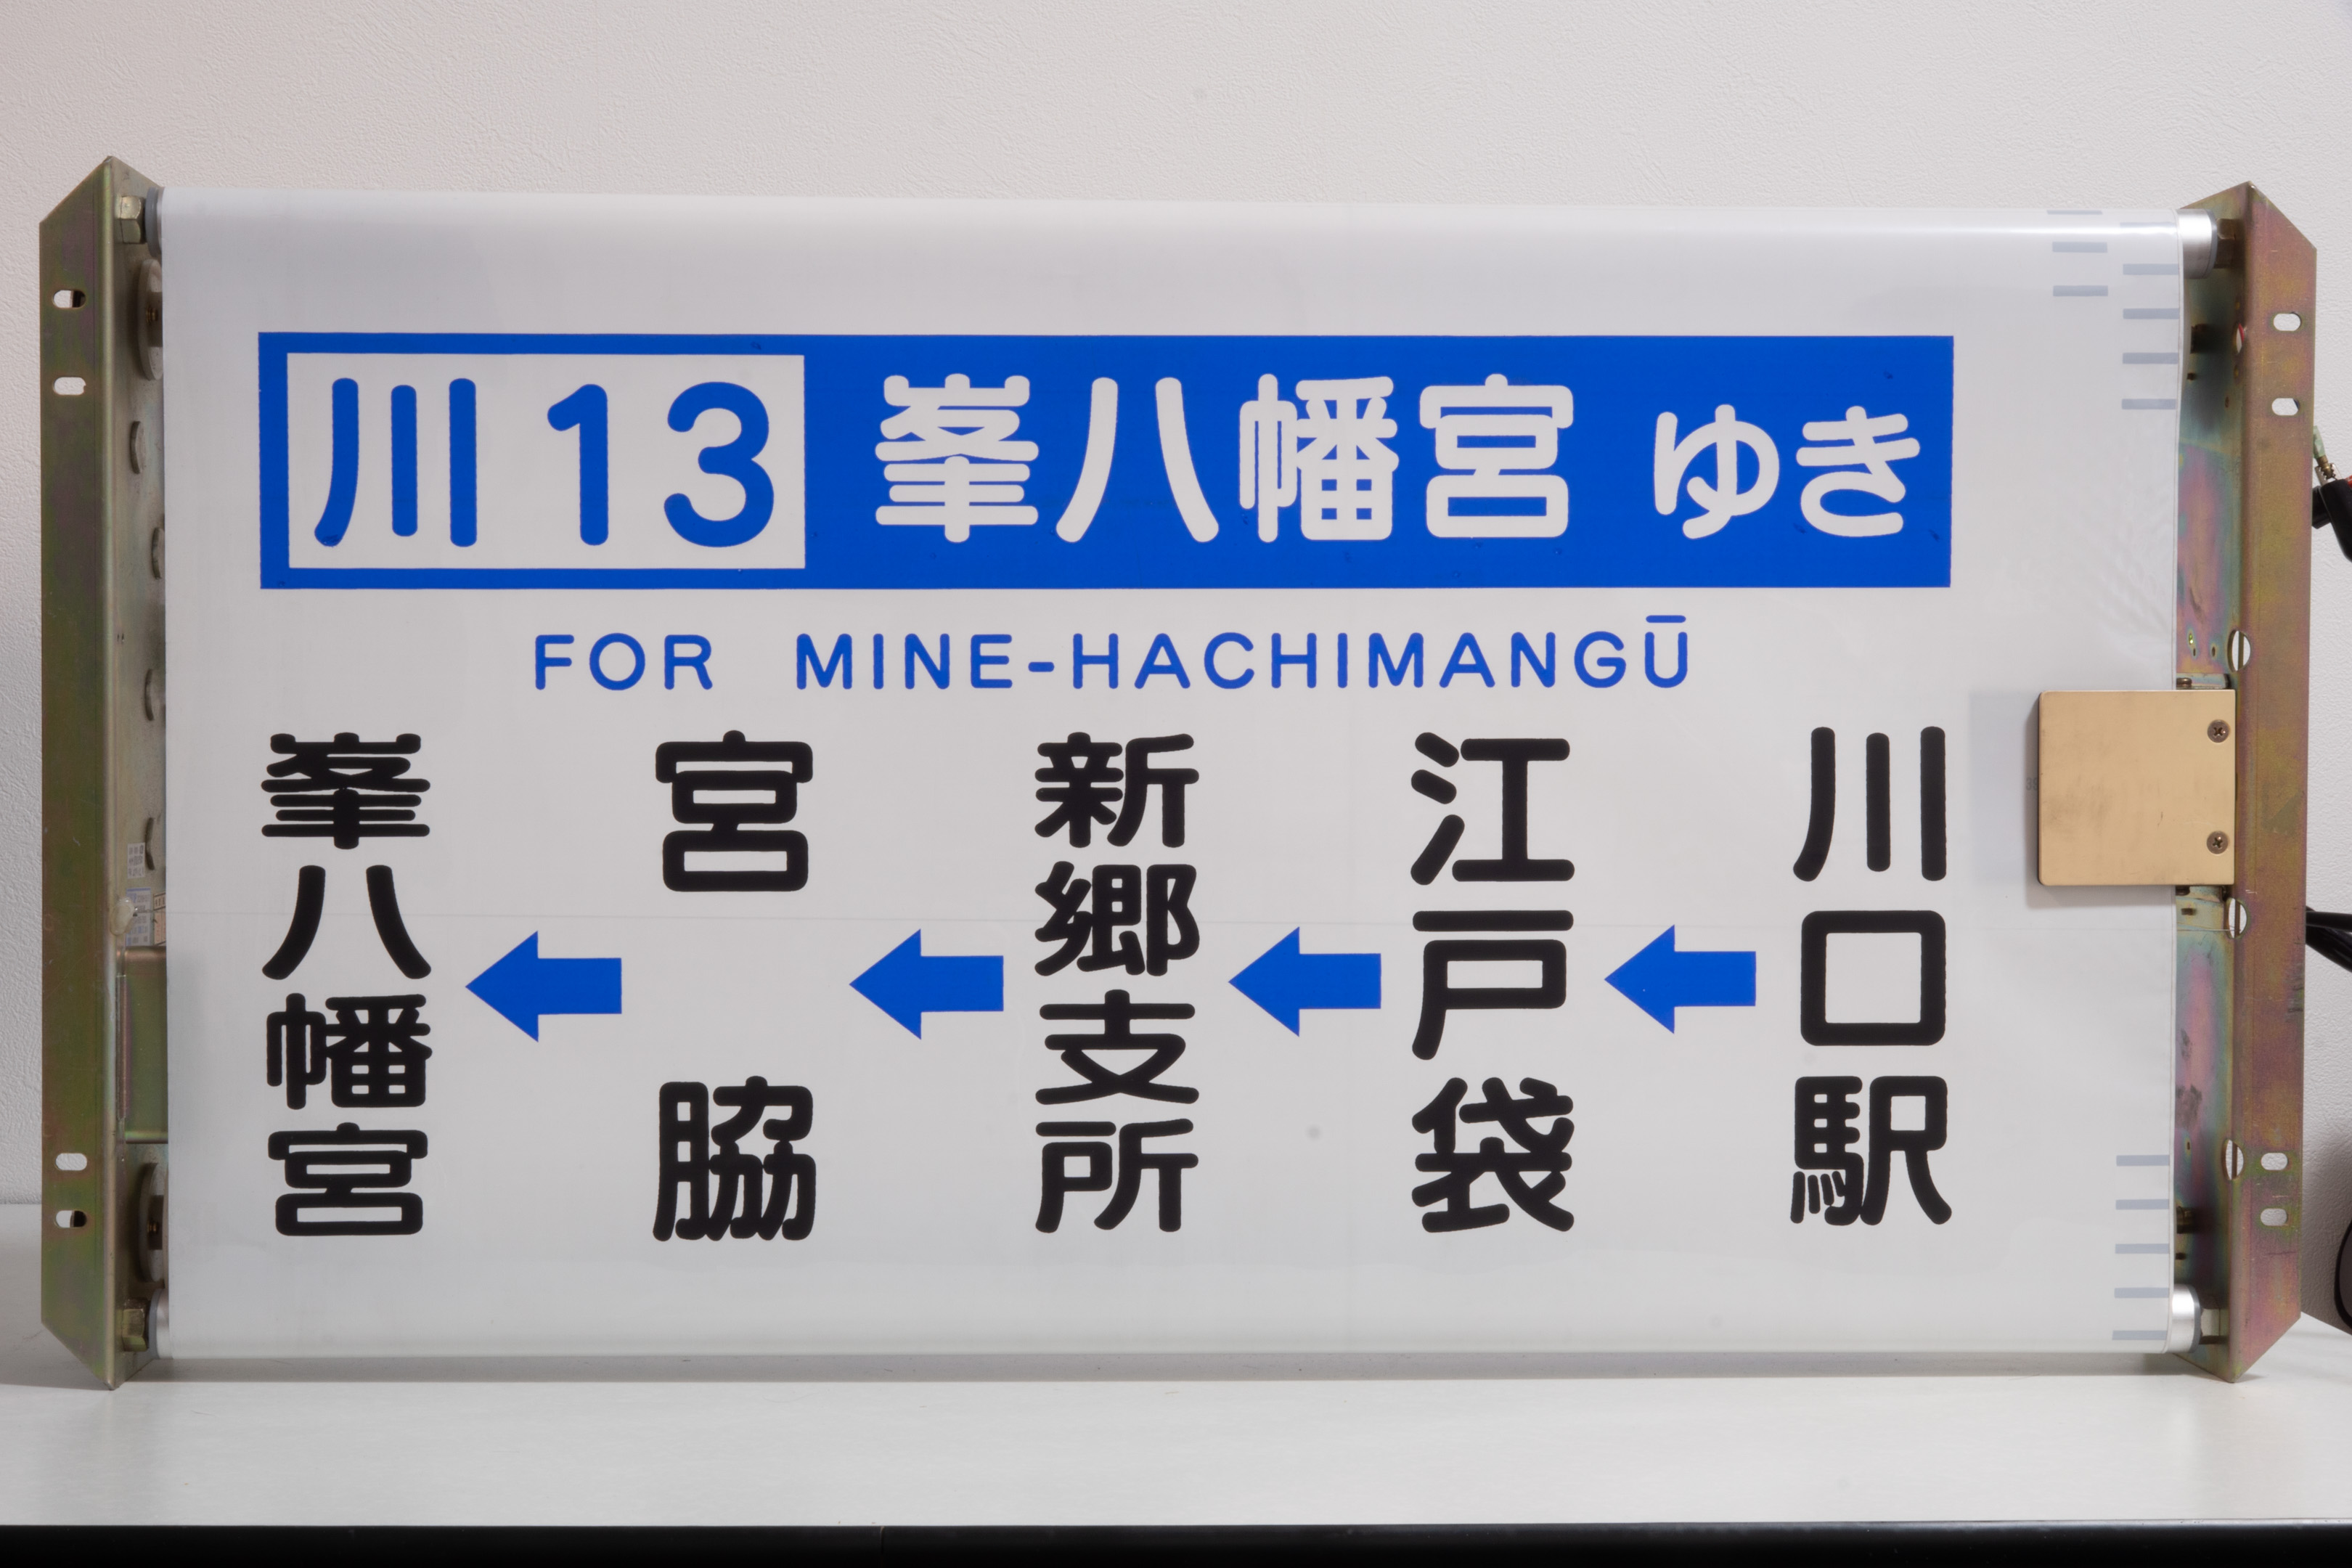 川13 峯八幡宮 ゆき
FOR MINE-HACHIMANGŪ
川口駅
江戸袋
新郷支所
宮脇
峯八幡宮